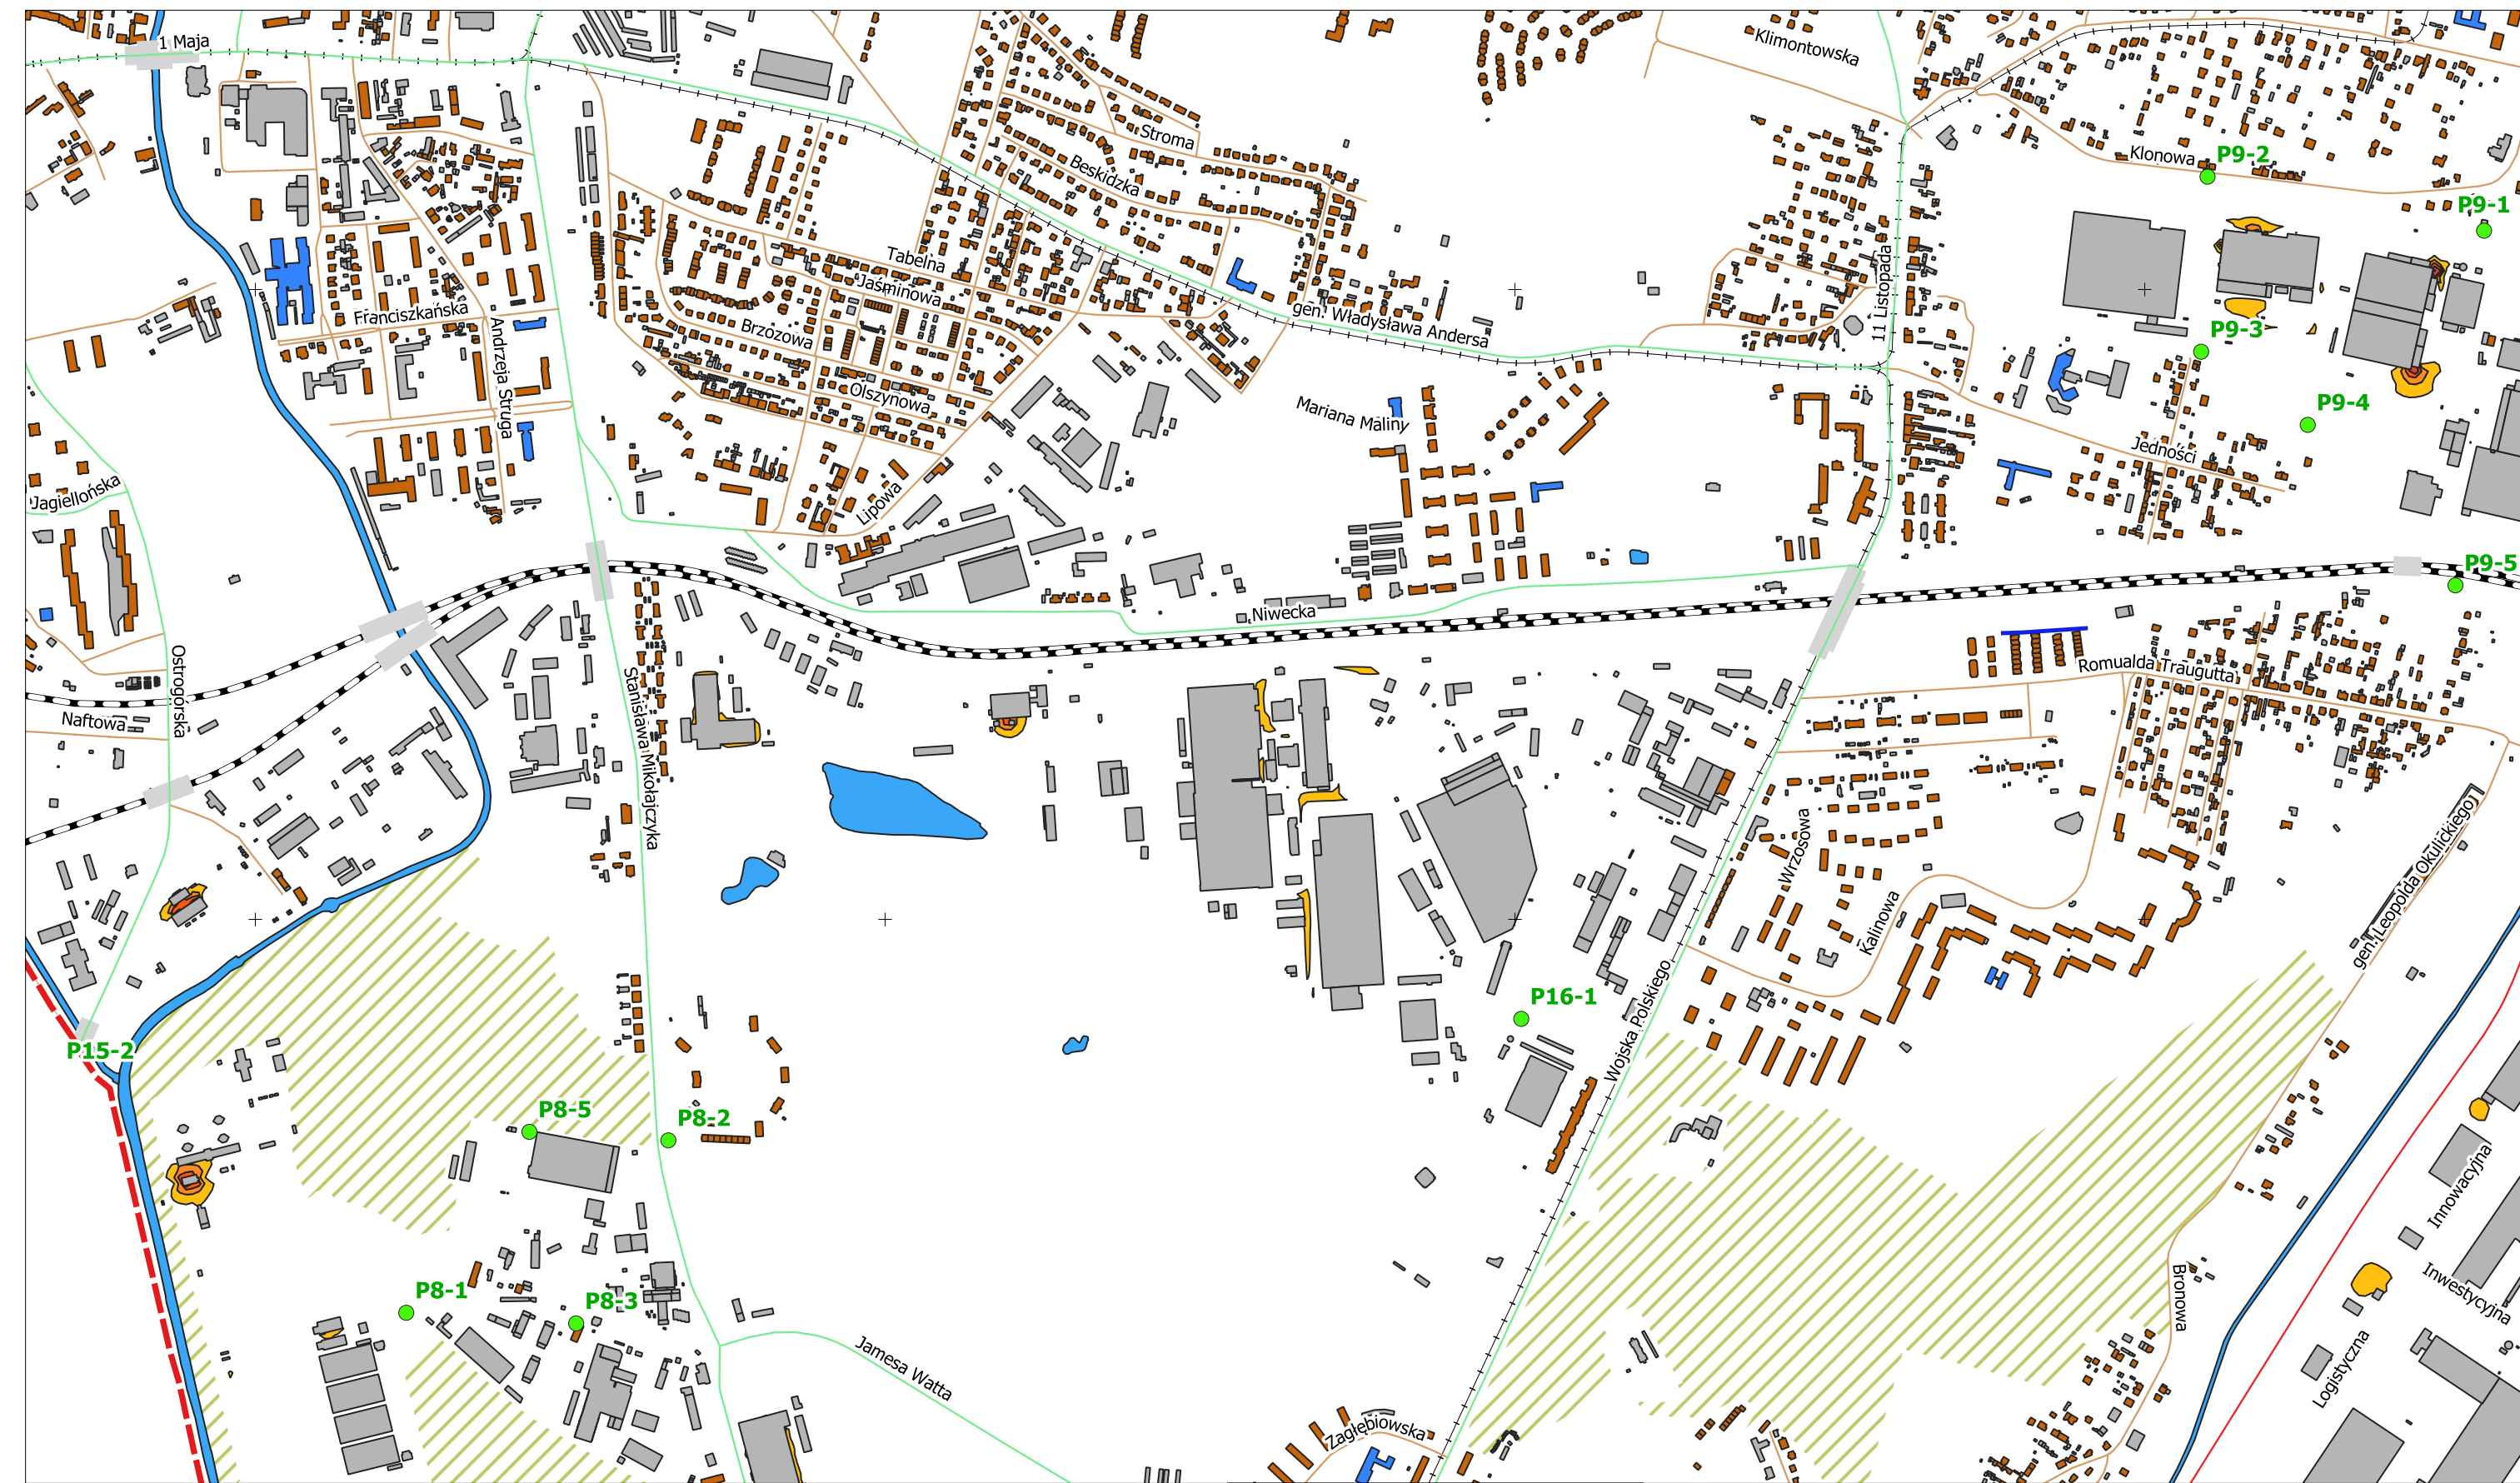 1 Maja
Klimontowska
Stroma
Beskidzka
Klonowa
P9-2
P9-1
Tabelna
Jaśminowa
11 Listopada
Franciszkańska
Andrzeja Struga
Brzozowa
gen. Władysława Andersa
P9-3
Olszynowa
Mariana Maliny
P9-4
Jedności
Jagiellońska
Lipowa
P9-5
Niwecka
Ostrogórska
Stanisława Mikołajczyka
Romualda Traugutta
Naftowa
Wrzosowa
gen. Leopolda Okulickiego
Kalinowa
P16-1
Wojska Polskiego
P15-2
P8-5
P8-2
Innowacyjna
P8-1
P8-3
Bronowa
Inwestycyjna
Jamesa Watta
Logistyczna
Zagłębiowska